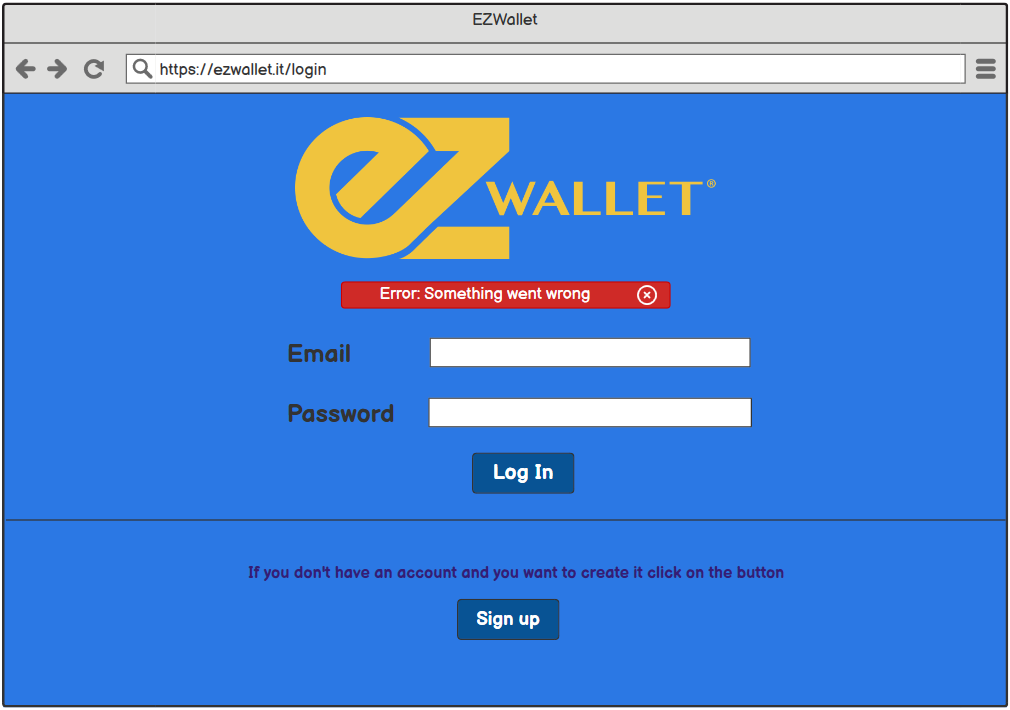 EZWallet
https://ezwallet.it/login
eZ WALLET®
Error: Something went wrong
Email
Password
Log In
If you don't have an account and you want to create it click on the button
Sign up